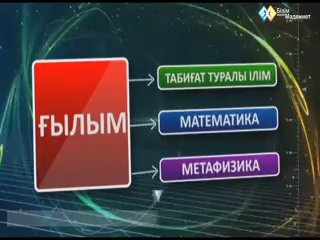 Білім
Мәдениет
ТАБИҒАТ ТУРАЛЫ ІЛІМ
ҒЫЛЫМ
МАТЕМАТИКА
МЕТАФИЗИКА